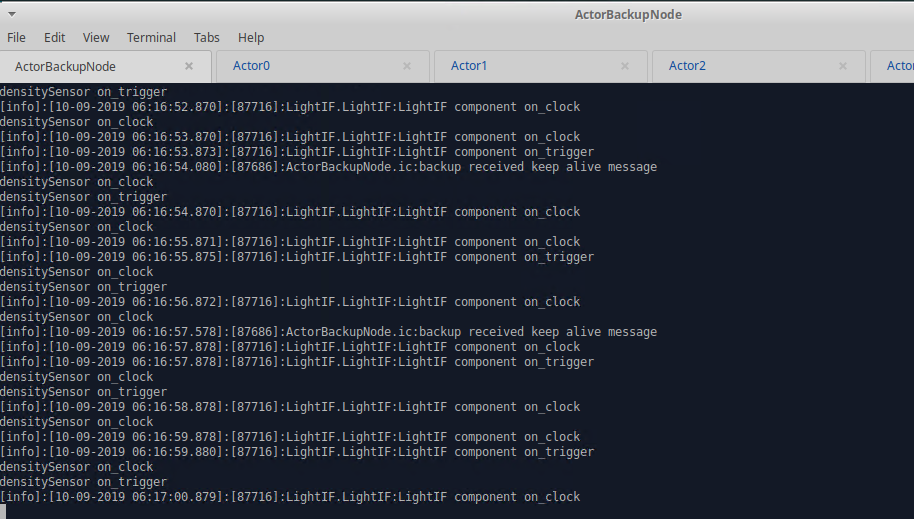 ActorBackupNode
File Edit View Terminal Tabs Help
ActorBackupNode × Actor0 × Actor1 × Actor2 × Acto
densitySensor on_trigger
[info]:[10-09-2019 06:16:52.870]:[87716]:LightIF.LightIF:LightIF component on_clock
densitySensor on_clock
[info]:[10-09-2019 06:16:53.870]:[87716]:LightIF.LightIF:LightIF component on_clock
[info]:[10-09-2019 06:16:53.873]:[87716]:LightIF.LightIF:LightIF component on_trigger
[info]:[10-09-2019 06:16:54.080]:[87686]:ActorBackupNode.ic:backup received keep alive message
densitySensor on_clock
densitySensor on_trigger
[info]:[10-09-2019 06:16:54.870]:[87716]:LightIF.LightIF:LightIF component on_clock
densitySensor on_clock
[info]:[10-09-2019 06:16:55.871]:[87716]:LightIF.LightIF:LightIF component on_clock
[info]:[10-09-2019 06:16:55.875]:[87716]:LightIF.LightIF:LightIF component on_trigger
densitySensor on_clock
densitySensor on_trigger
[info]:[10-09-2019 06:16:56.872]:[87716]:LightIF.LightIF:LightIF component on_clock
densitySensor on_clock
[info]:[10-09-2019 06:16:57.578]:[87686]:ActorBackupNode.ic:backup received keep alive message
[info]:[10-09-2019 06:16:57.878]:[87716]:LightIF.LightIF:LightIF component on_clock
[info]:[10-09-2019 06:16:57.878]:[87716]:LightIF.LightIF:LightIF component on_trigger
densitySensor on_clock
densitySensor on_trigger
[info]:[10-09-2019 06:16:58.878]:[87716]:LightIF.LightIF:LightIF component on_clock
densitySensor on_clock
[info]:[10-09-2019 06:16:59.878]:[87716]:LightIF.LightIF:LightIF component on_clock
[info]:[10-09-2019 06:16:59.880]:[87716]:LightIF.LightIF:LightIF component on_trigger
densitySensor on_clock
densitySensor on_trigger
[info]:[10-09-2019 06:17:00.879]:[87716]:LightIF.LightIF:LightIF component on_clock